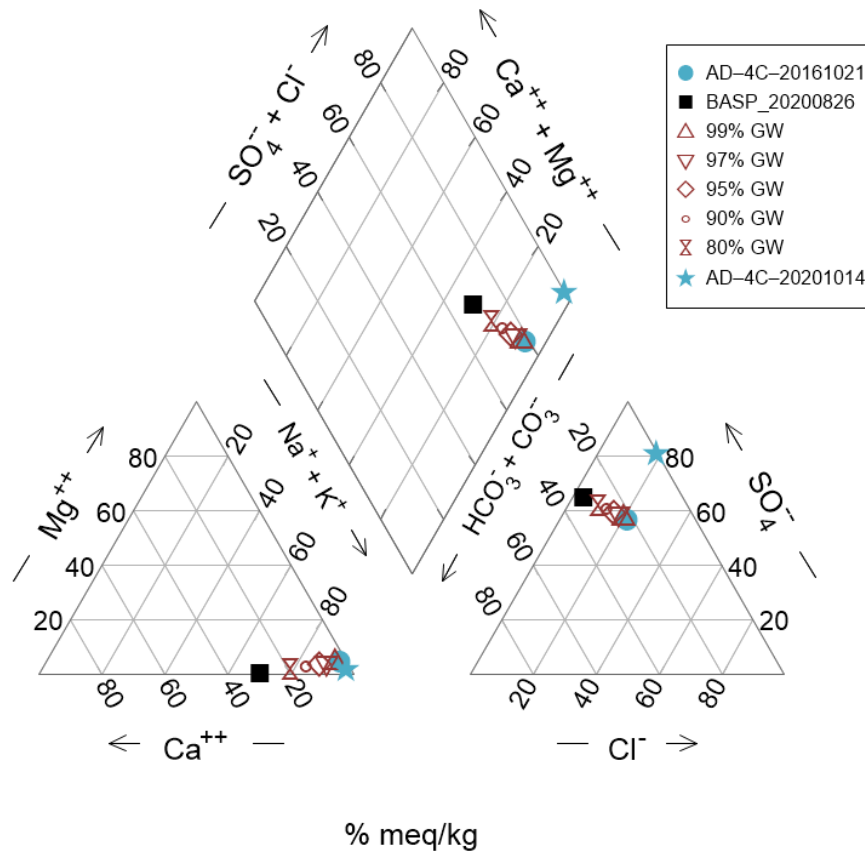 SO₄⁻⁻ + Cl⁻
Ca⁺⁺ + Mg⁺⁺
80
60
40
20
80
60
40
20
AD–4C–20161021
BASP_20200826
99% GW
97% GW
95% GW
90% GW
80% GW
AD–4C–20201014
Mg⁺⁺
80
60
40
20
Na⁺ + K⁺
20
40
60
80
HCO₃⁻ + CO₃⁻⁻
20
40
60
80
SO₄⁻⁻
80
60
40
20
80
60
40
20
20
40
60
80
Ca⁺⁺
Cl⁻
% meq/kg